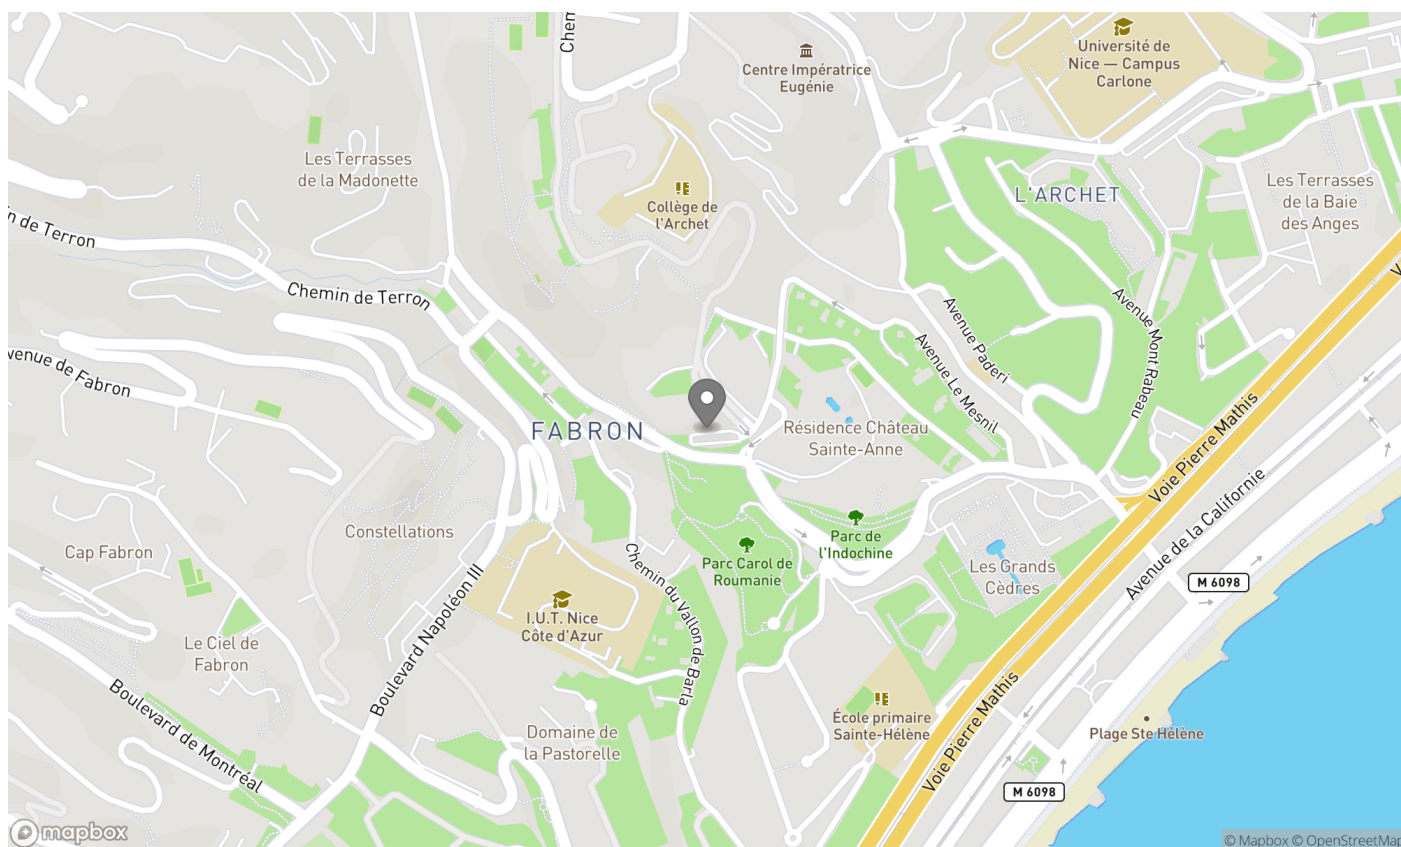 Chem
Centre Impératrice
Eugénie
Université de
Nice — Campus
Carlone
Les Terrasses
de la Madonette
Collège de
l'Archet
L'ARCHET
Les Terrasses
de la Baie
des Anges
in de Terron
Chemin de Terron
venue de Fabron
Avenue Paderi
Avenue Mont Rabeau
Avenue Le Mesnil
FABRON
Résidence Château
Sainte-Anne
Voie Pierre Mathis
V
Avenue de la Californie
Constellations
Cap Fabron
Parc de
l'Indochine
Parc Carol de
Roumanie
Les Grands
Cèdres
M 6098
Chemin du Vallon de Barla
Boulevard Napoléon III
I.U.T. Nice
Côte d'Azur
Le Ciel de
Fabron
Boulevard de Montréal
Domaine de
la Pastorelle
École primaire
Sainte-Hélène
Voie Pierre Mathis
Plage Ste Hélène
M 6098
mapbox
© Mapbox © OpenStreetMap